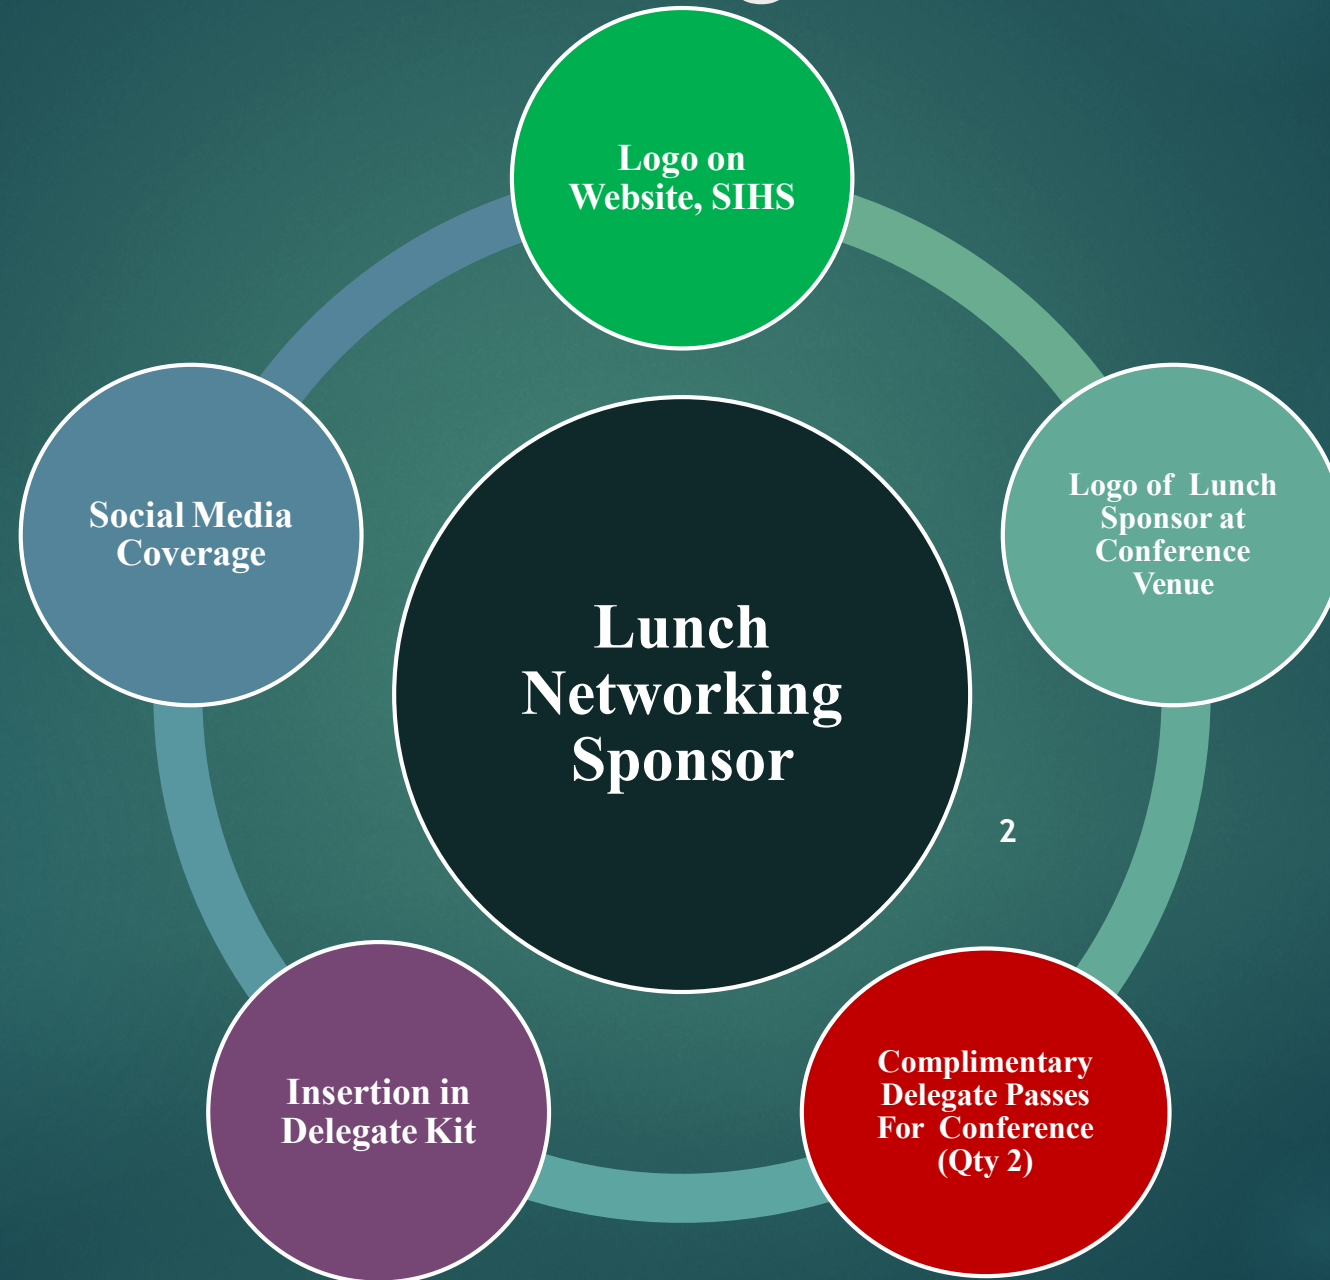 Logo on
Website, SIHS
Logo of Lunch
Sponsor at
Conference
Venue
Social Media
Coverage
Lunch
Networking
Sponsor
2
Complimentary
Delegate Passes
For Conference
(Qty 2)
Insertion in
Delegate Kit